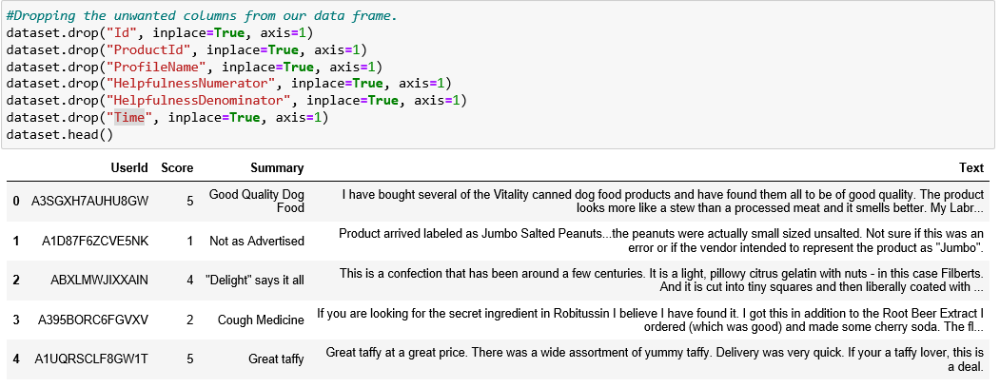 #Dropping the unwanted columns from our data frame.
dataset.drop("Id", inplace=True, axis=1)
dataset.drop("ProductId", inplace=True, axis=1)
dataset.drop("ProfileName", inplace=True, axis=1)
dataset.drop("HelpfulnessNumerator", inplace=True, axis=1)
dataset.drop("HelpfulnessDenominator", inplace=True, axis=1)
dataset.drop("Time", inplace=True, axis=1)
dataset.head()
UserId Score Summary Text
0 A3SGXH7AUHU8GW 5 Good Quality Dog Food I have bought several of the Vitality canned dog food products and have found them all to be of good quality. The product
looks more like a stew than a processed meat and it smells better. My Labr...
1 A1D87F6ZCVE5NK 1 Not as Advertised Product arrived labeled as Jumbo Salted Peanuts...the peanuts were actually small sized unsalted. Not sure if this was an
error or if the vendor intended to represent the product as "Jumbo".
2 ABXLMWJIXXAIN 4 "Delight" says it all This is a confection that has been around a few centuries. It is a light, pillowy citrus gelatin with nuts - in this case Filberts.
And it is cut into tiny squares and then liberally coated with ...
3 A395BORC6FGVXV 2 Cough Medicine If you are looking for the secret ingredient in Robitussin I believe I have found it. I got this in addition to the Root Beer Extract I
ordered (which was good) and made some cherry soda. The fl...
4 A1UQRSCLF8GW1T 5 Great taffy Great taffy at a great price. There was a wide assortment of yummy taffy. Delivery was very quick. If your a taffy lover, this is
a deal.